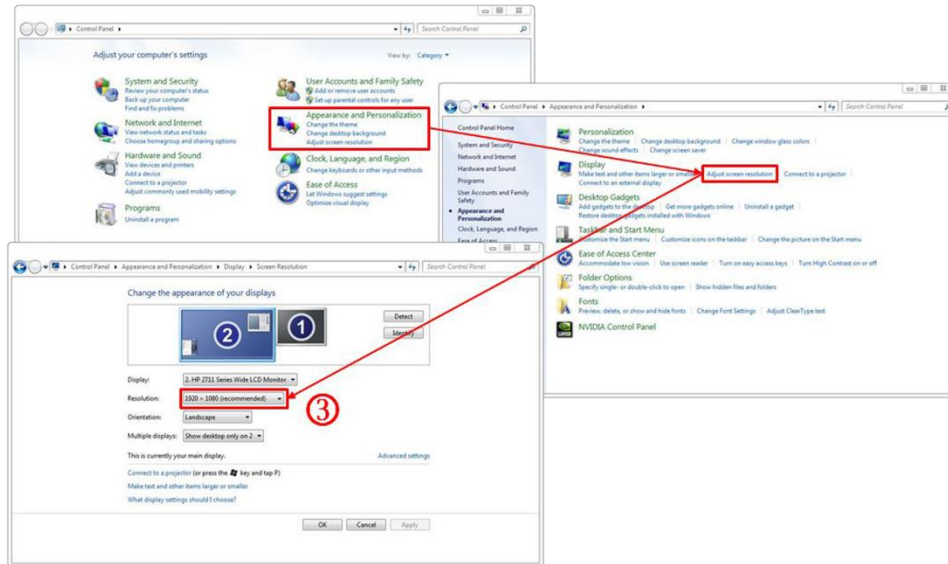 Control Panel
Search Control Panel
Adjust your computer's settings
View by: Category
System and Security
Review your computer's status
Back up your computer
Find and fix problems
Network and Internet
View network status and tasks
Choose homegroup and sharing options
Hardware and Sound
View devices and printers
Add a device
Connect to a projector
Adjust commonly used mobility settings
Programs
Uninstall a program
User Accounts and Family Safety
Add or remove user accounts
Set up parental controls for any user
Appearance and Personalization
Change the theme
Change desktop background
Adjust screen resolution
Clock, Language, and Region
Change keyboards or other input methods
Ease of Access
Let Windows suggest settings
Optimize visual display
Control Panel Appearance and Personalization
Search Control Panel
Control Panel Home
System and Security
Network and Internet
Hardware and Sound
Programs
User Accounts and Family
Safety
Appearance and
Personalization
Clock, Language, and Region
Ease of Access
Personalization
Change the theme Change desktop background Change window glass colors
Change sound effects Change screen saver
Display
Make text and other items larger or smaller Adjust screen resolution Connect to a projector
Connect to an external display
Desktop Gadgets
Add gadgets to the desktop Get more gadgets online Uninstall a gadget
Restore desktop gadgets installed with Windows
Taskbar and Start Menu
Customize the Start menu Customize icons on the taskbar Change the picture on the Start menu
Ease of Access Center
Accommodate low vision Use screen reader Turn on easy access keys Turn High Contrast on or off
Folder Options
Specify single- or double-click to open Show hidden files and folders
Fonts
Preview, delete, or show and hide fonts Change Font Settings Adjust ClearType text
NVIDIA Control Panel
Control Panel Appearance and Personalization Display Screen Resolution
Search Control Panel
Change the appearance of your displays
2 1
Detect
Identify
Display: 2. HP 2711 Series Wide LCD Monitor
Resolution: 1920 × 1080 (recommended)
③
Orientation: Landscape
Multiple displays: Show desktop only on 2
This is currently your main display. Advanced settings
Connect to a projector (or press the key and tap P)
Make text and other items larger or smaller
What display settings should I choose?
OK Cancel Apply